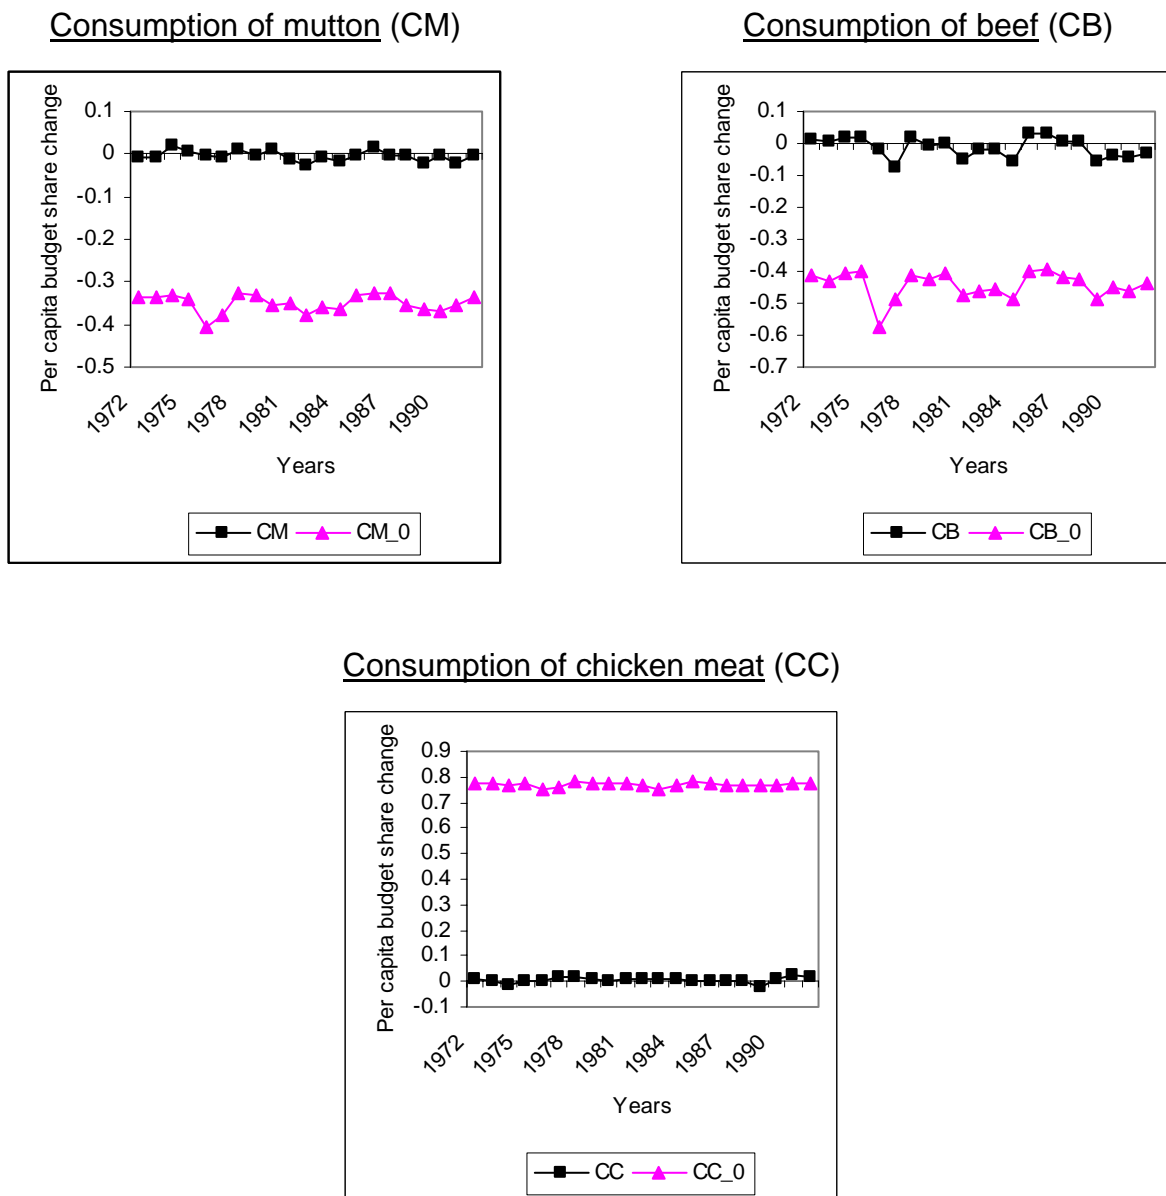 Consumption of mutton (CM)
Per capita budget share change
0.1
0
-0.1
-0.2
-0.3
-0.4
-0.5
1972 1975 1978 1981 1984 1987 1990
Years
CM CM_0
Consumption of beef (CB)
Per capita budget share change
0.1
0
-0.1
-0.2
-0.3
-0.4
-0.5
-0.6
-0.7
1972 1975 1978 1981 1984 1987 1990
Years
CB CB_0
Consumption of chicken meat (CC)
Per capita budget share change
0.9
0.8
0.7
0.6
0.5
0.4
0.3
0.2
0.1
0
-0.1
1972 1975 1978 1981 1984 1987 1990
Years
CC CC_0